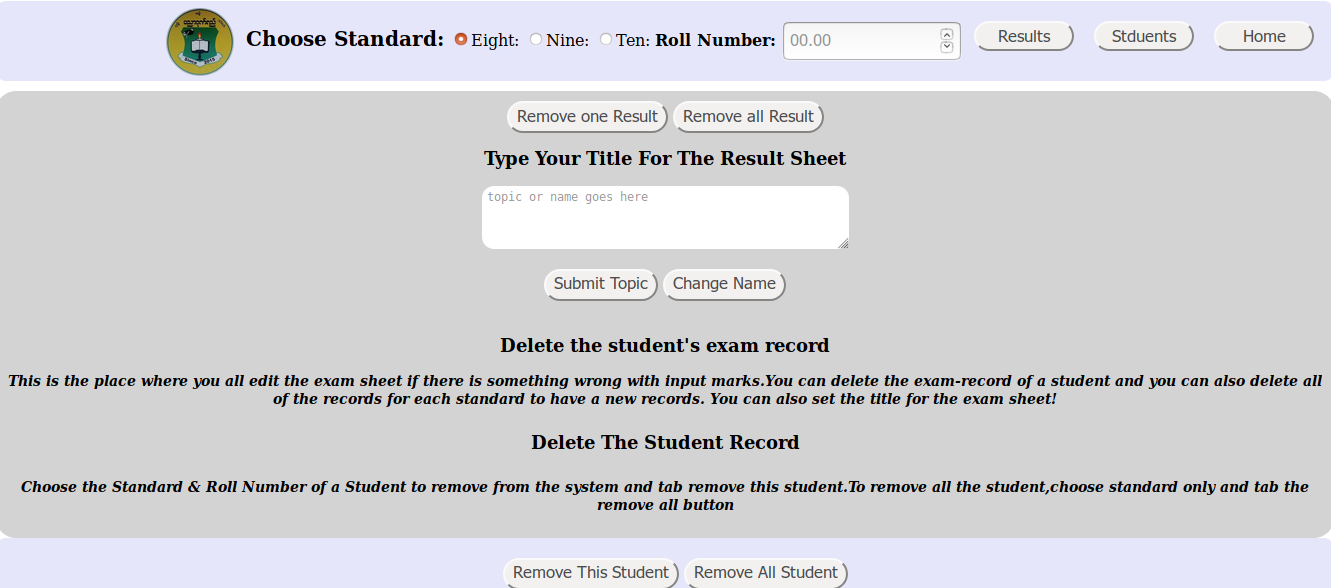 Choose Standard: Eight: Nine: Ten: Roll Number: 00.00 Results Stduents Home
Remove one Result Remove all Result
Type Your Title For The Result Sheet
topic or name goes here
Submit Topic Change Name
Delete the student's exam record
This is the place where you all edit the exam sheet if there is something wrong with input marks.You can delete the exam-record of a student and you can also delete all
of the records for each standard to have a new records. You can also set the title for the exam sheet!
Delete The Student Record
Choose the Standard & Roll Number of a Student to remove from the system and tab remove this student.To remove all the student,choose standard only and tab the
remove all button
Remove This Student Remove All Student